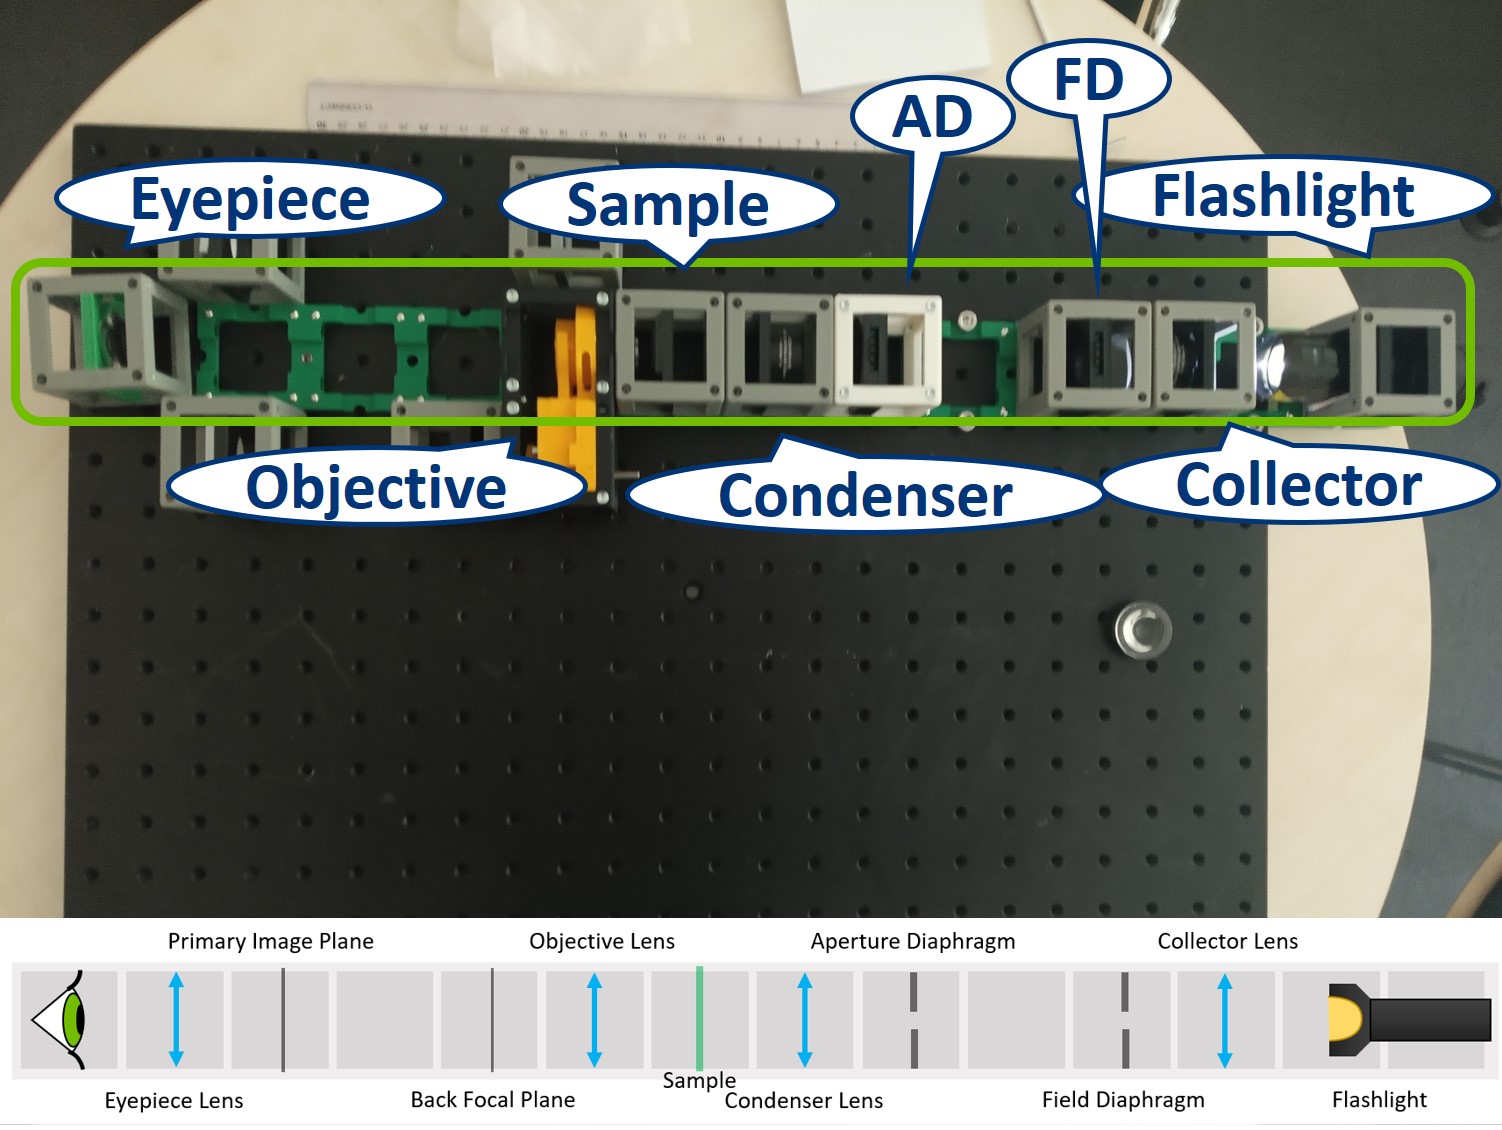 AD
FD
Eyepiece
Sample
Flashlight
Objective
Condenser
Collector
Primary Image Plane
Objective Lens
Aperture Diaphragm
Collector Lens
Eyepiece Lens
Back Focal Plane
Sample
Condenser Lens
Field Diaphragm
Flashlight